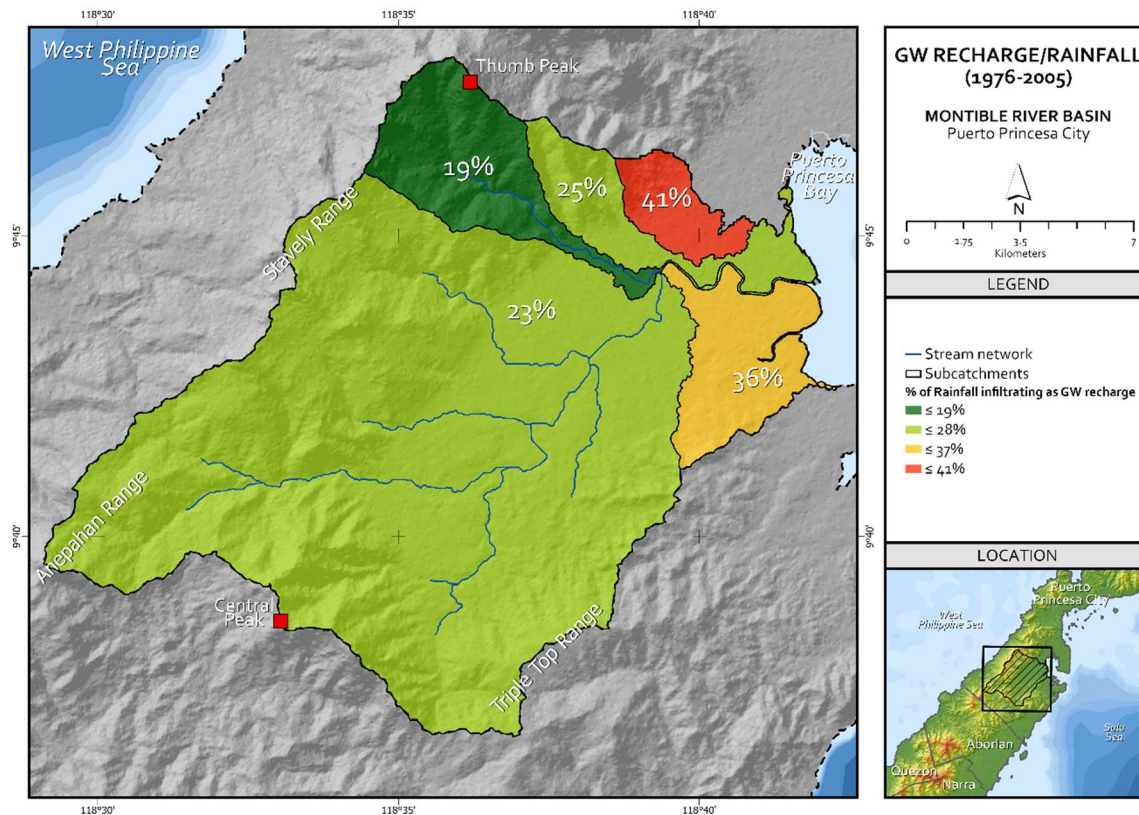 118°30'
118°35'
118°40'
West Philippine
Sea
Thumb Peak
Puerto
Princesa
Bay
19%
25%
41%
Stavely Range
9°45'
9°45'
23%
36%
Anepahan Range
9°40'
9°40'
Central
Peak
Triple Top Range
118°30'
118°35'
118°40'
GW RECHARGE/RAINFALL
(1976-2005)
MONTIBLE RIVER BASIN
Puerto Princesa City
N
0 1.75 3.5 7
Kilometers
LEGEND
Stream network
Subcatchments
% of Rainfall infiltrating as GW recharge
≤ 19%
≤ 28%
≤ 37%
≤ 41%
LOCATION
Puerto
Princesa City
West
Philippine Sea
Sulu
Sea
Aborlan
Quezon
Narra